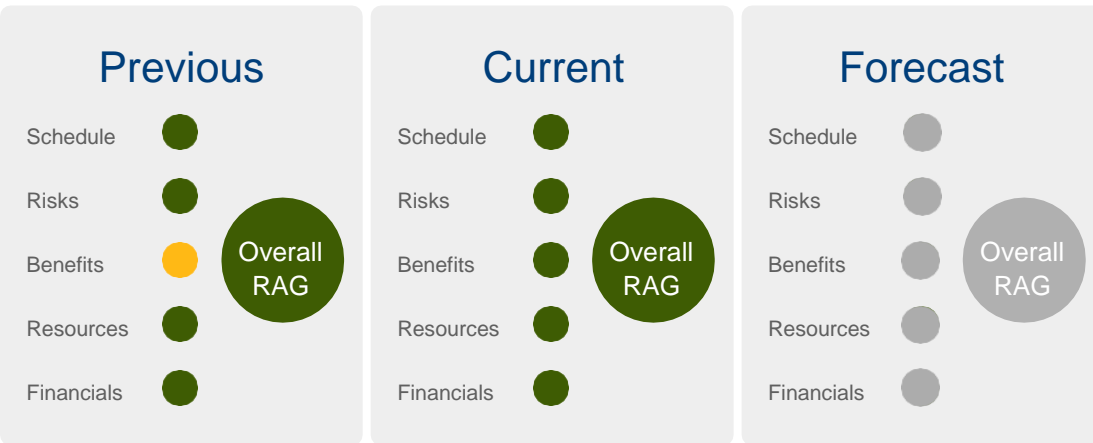 Previous
Schedule
Risks
Benefits
Resources
Financials
Overall
RAG
Current
Schedule
Risks
Benefits
Resources
Financials
Overall
RAG
Forecast
Schedule
Risks
Benefits
Resources
Financials
Overall
RAG